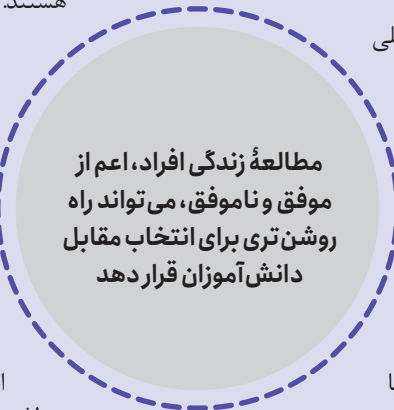 هستند.
مطالعهٔ زندگی افراد، اعم از
موفق و ناموفق، می‌تواند راه
روشن‌تری برای انتخاب مقابل
دانش‌آموزان قرار دهد